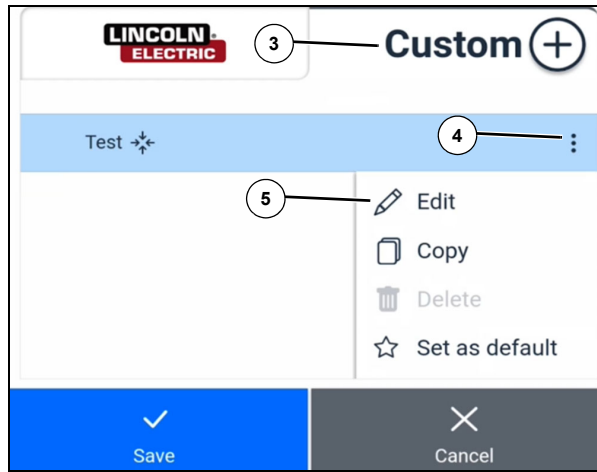 LINCOLN
ELECTRIC
3
Custom
Test
4
5
Edit
Copy
Delete
Set as default
Save
Cancel